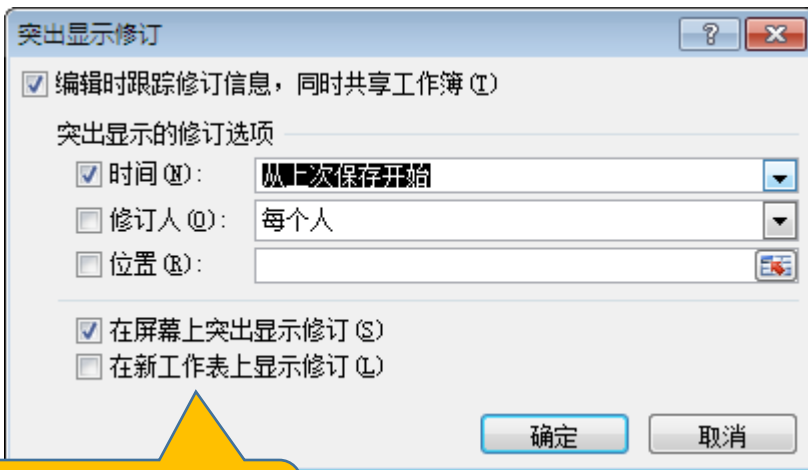 突出显示修订
编辑时跟踪修订信息，同时共享工作簿(T)
突出显示的修订选项
时间(N): 从上次保存开始
修订人(O): 每个人
位置(R):
在屏幕上突出显示修订(S)
在新工作表上显示修订(L)
确定 取消